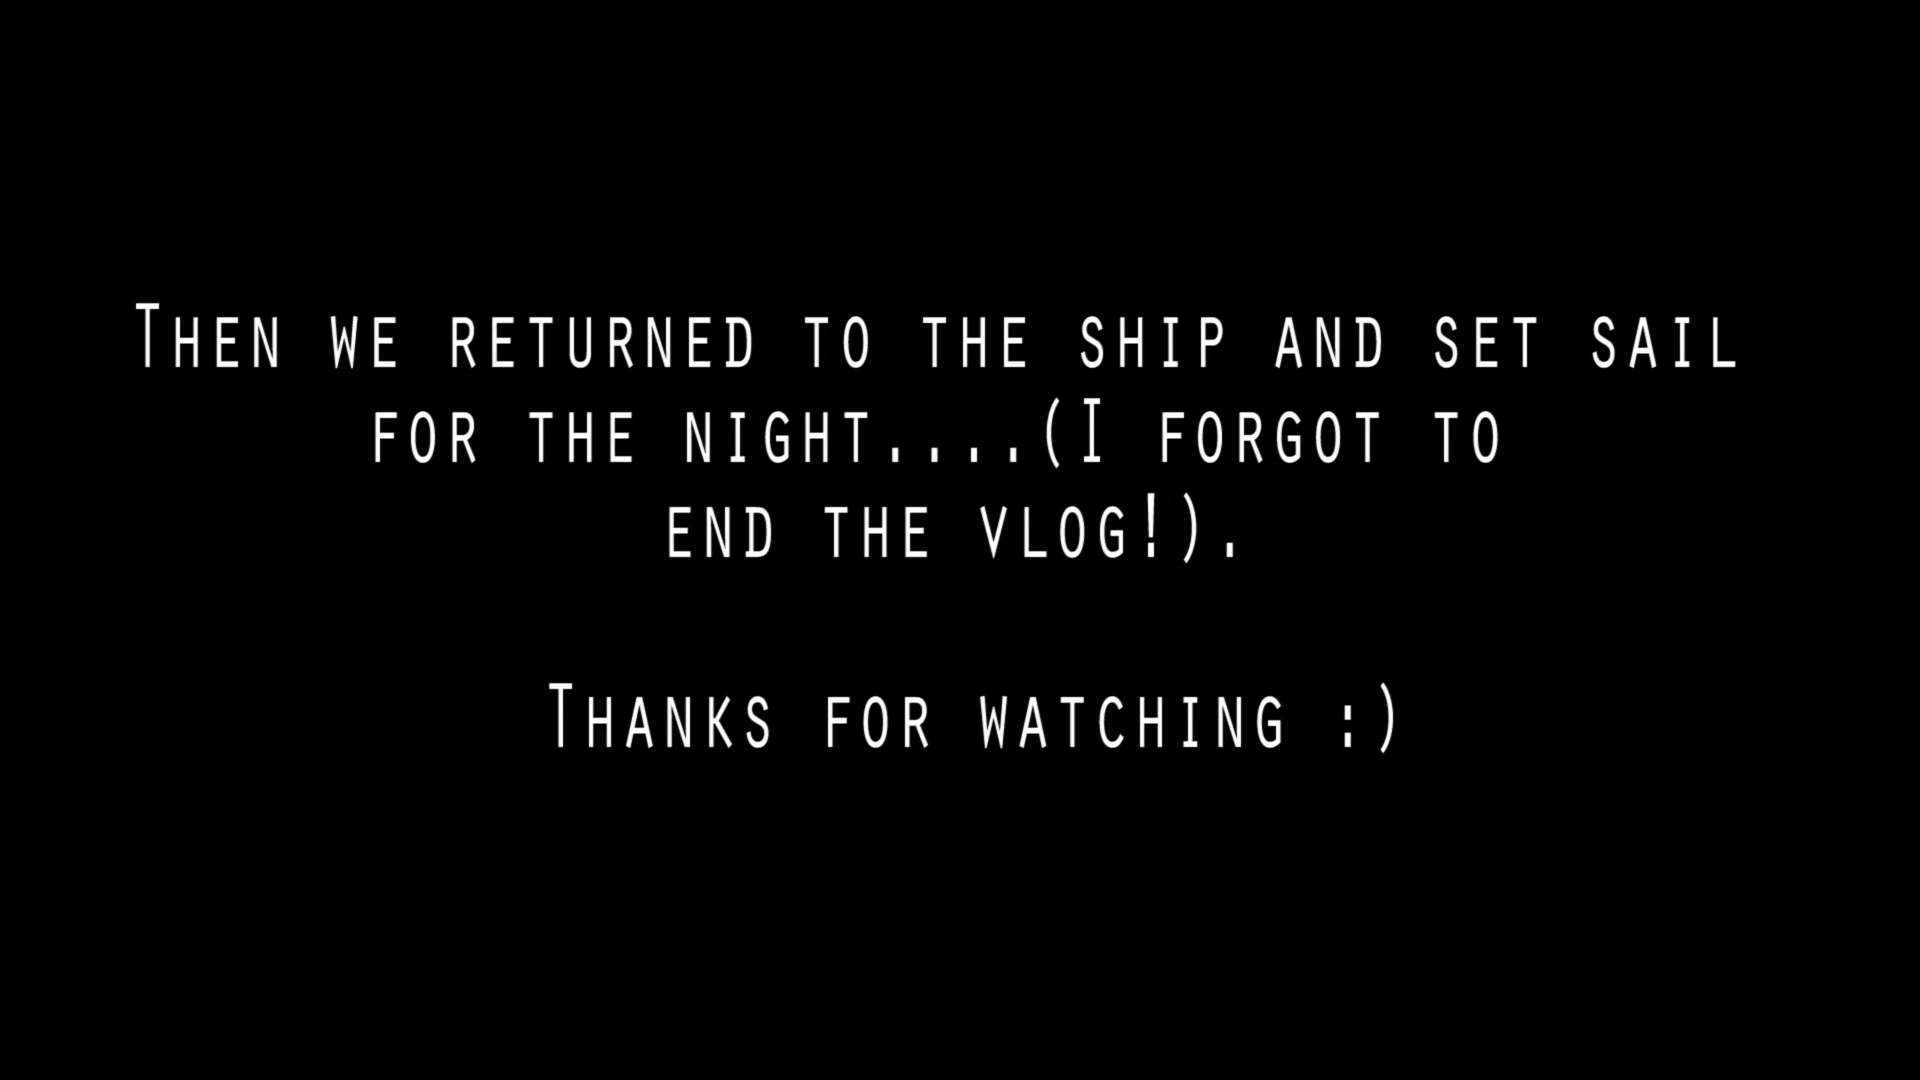 Then we returned to the ship and set sail
for the night....(I forgot to
end the vlog!).
Thanks for watching :)